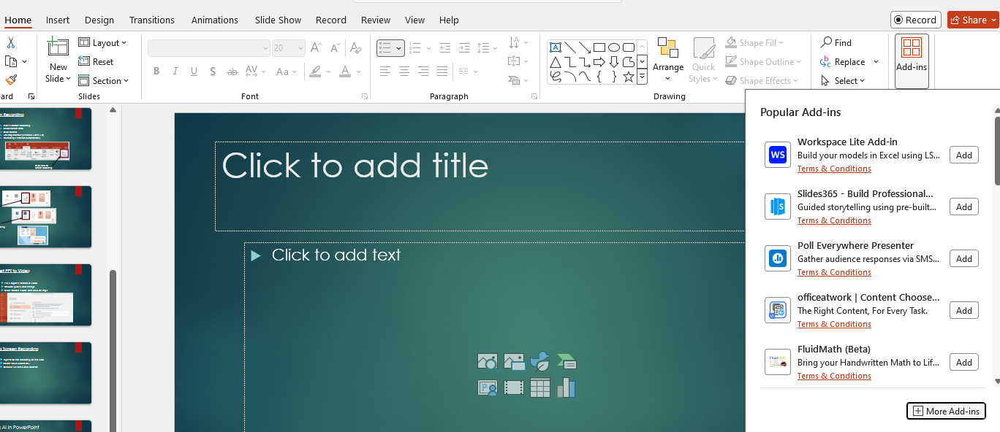 Home Insert Design Transitions Animations Slide Show Record Review View Help Record Share
Layout
Reset
Section
New
Slide
ard
Slides
20
B I U S ab AV Aa A
Font
Paragraph
Arrange
Quick
Styles
Shape Fill
Shape Outline
Shape Effects
Drawing
Find
Replace
Select
Add-ins
Popular Add-ins
Workspace Lite Add-in
Build your models in Excel using LS...
Terms & Conditions
Add
Slides365 - Build Professional...
Guided storytelling using pre-built...
Terms & Conditions
Add
Poll Everywhere Presenter
Gather audience responses via SMS...
Terms & Conditions
Add
officeatwork | Content Choose...
The Right Content, For Every Task.
Terms & Conditions
Add
FluidMath (Beta)
Bring your Handwritten Math to Lif...
Terms & Conditions
Add
More Add-ins
WS
Click to add title
Click to add text
n Recording
ert PPT to Video
Screen Recording
AI in PowerPoint